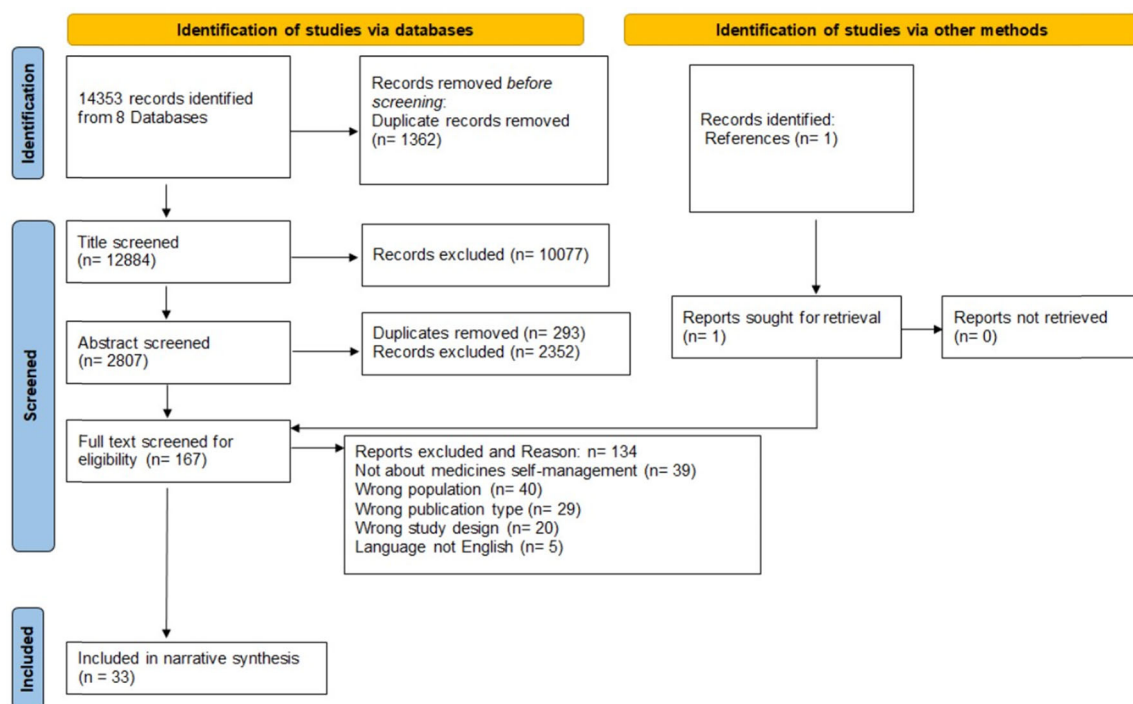 Identification of studies via databases
Identification of studies via other methods
Identification
14353 records identified
from 8 Databases
Records removed before
screening:
Duplicate records removed
(n= 1362)
Records identified:
References (n= 1)
Screened
Title screened
(n= 12884)
Records excluded (n= 10077)
Abstract screened
(n= 2807)
Duplicates removed (n= 293)
Records excluded (n= 2352)
Reports sought for retrieval
(n= 1)
Reports not retrieved
(n= 0)
Full text screened for
eligibility (n= 167)
Reports excluded and Reason: n= 134
Not about medicines self-management (n= 39)
Wrong population (n= 40)
Wrong publication type (n= 29)
Wrong study design (n= 20)
Language not English (n= 5)
Included
Included in narrative synthesis
(n = 33)